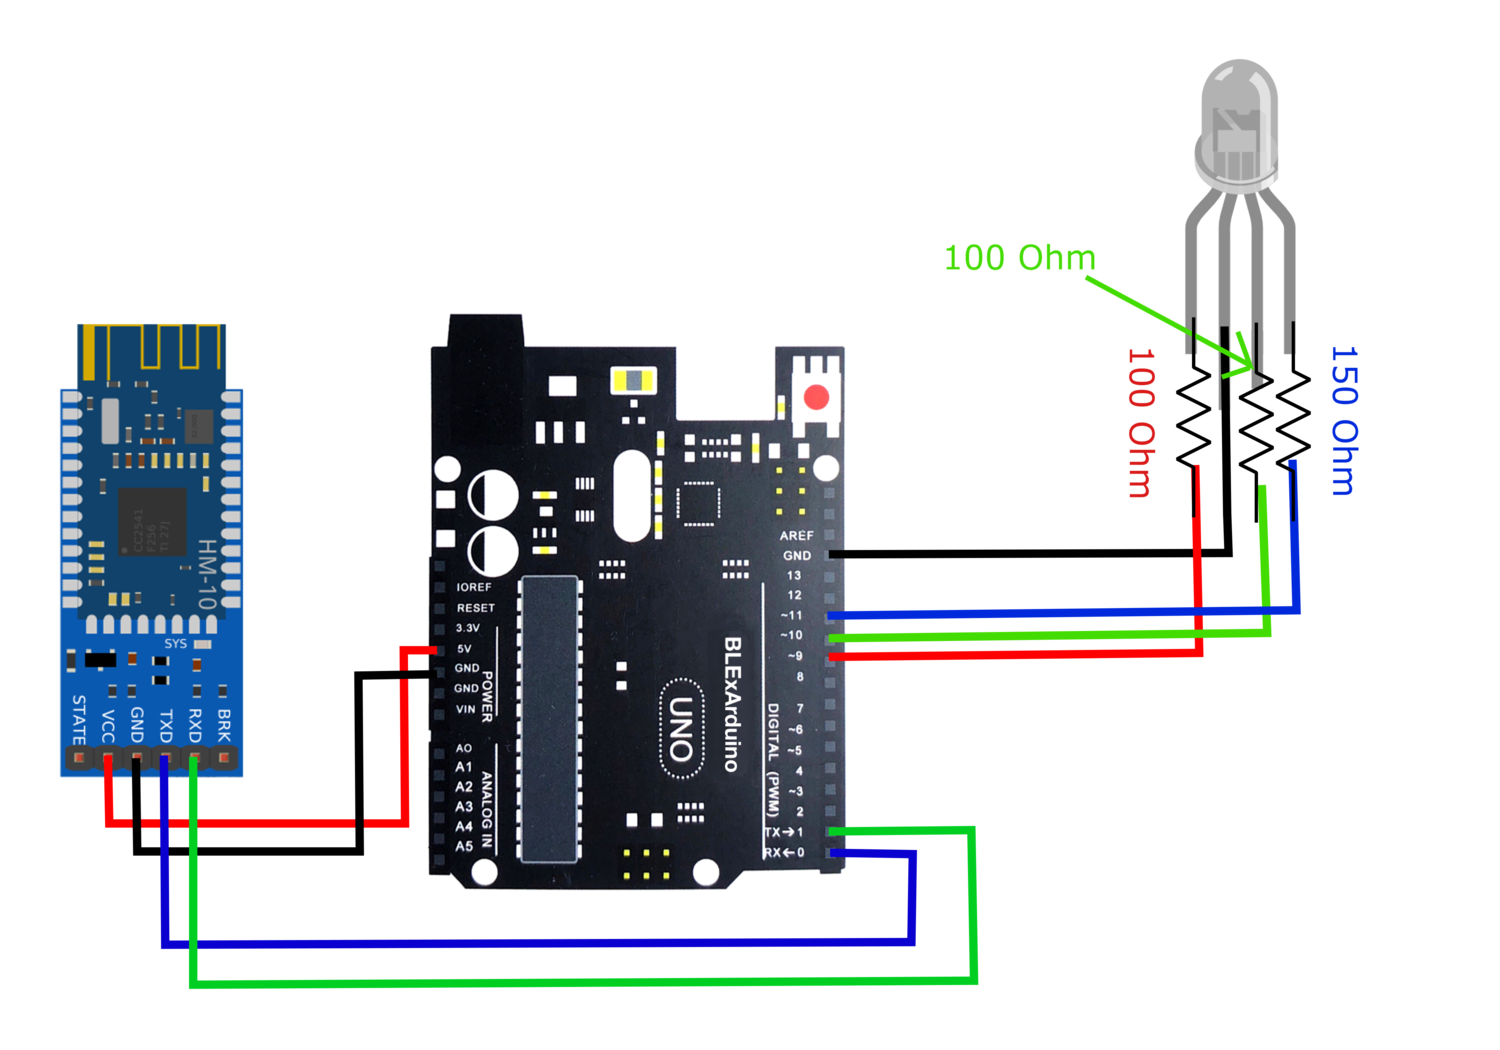 100 Ohm
100 Ohm
150 Ohm
CC2541
F256
TI 27J
HM-10
SYS
STATE
VCC
GND
TXD
RXD
BRK
IOREF
RESET
3.3V
5V
GND
GND
VIN
POWER
A0
A1
A2
A3
A4
A5
ANALOG IN
UNO
BLExArduino
AREF
GND
13
12
~11
~10
~9
8
7
~6
~5
4
~3
2
TX→1
RX←0
DIGITAL (PWM)